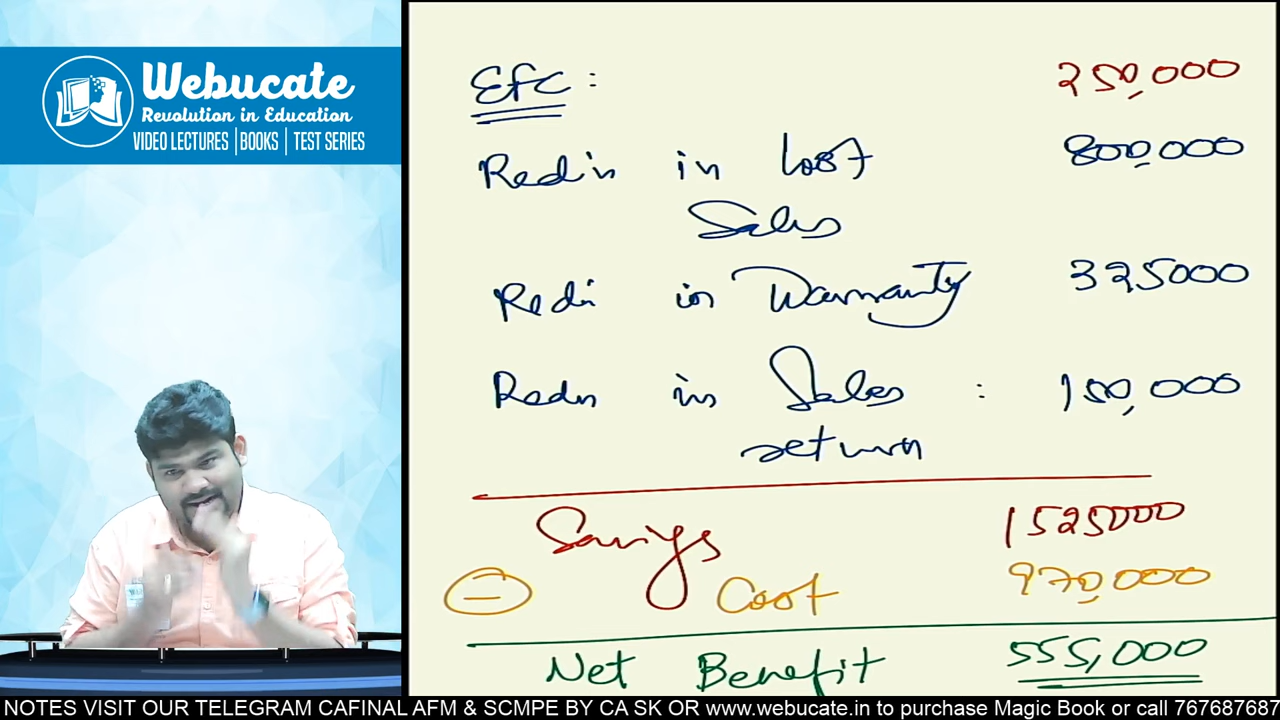 Webucate
Revolution in Education
VIDEO LECTURES | BOOKS | TEST SERIES
EFC : 250,000
Redn in lost 800,000
Sales
Redn in Warranty 325000
Redn in Sales : 150,000
return
Savings 1525000
(-) Cost 970,000
Net Benefit 555,000
NOTES VISIT OUR TELEGRAM CAFINAL AFM & SCMPE BY CA SK OR www.webucate.in to purchase Magic Book or call 767687687